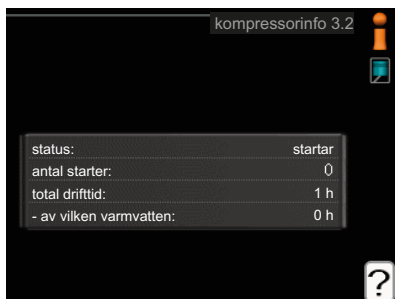 kompressorinfo 3.2
status: startar
antal starter: 0
total drifttid: 1 h
- av vilken varmvatten: 0 h
?